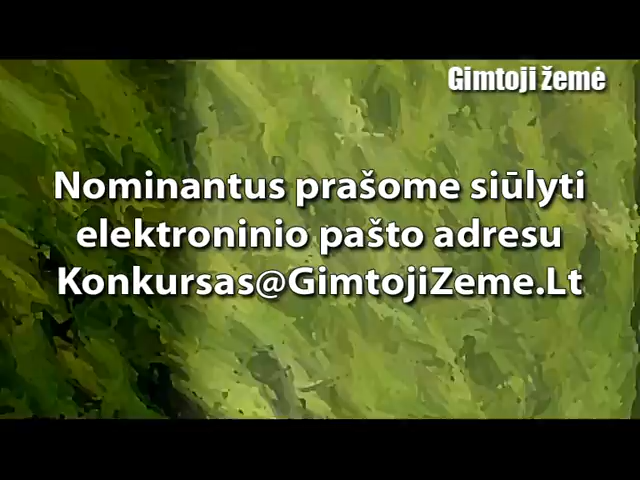 Gimtoji žemė
Nominantus prašome siūlyti
elektroninio pašto adresu
Konkursas@GimtojiZeme.Lt